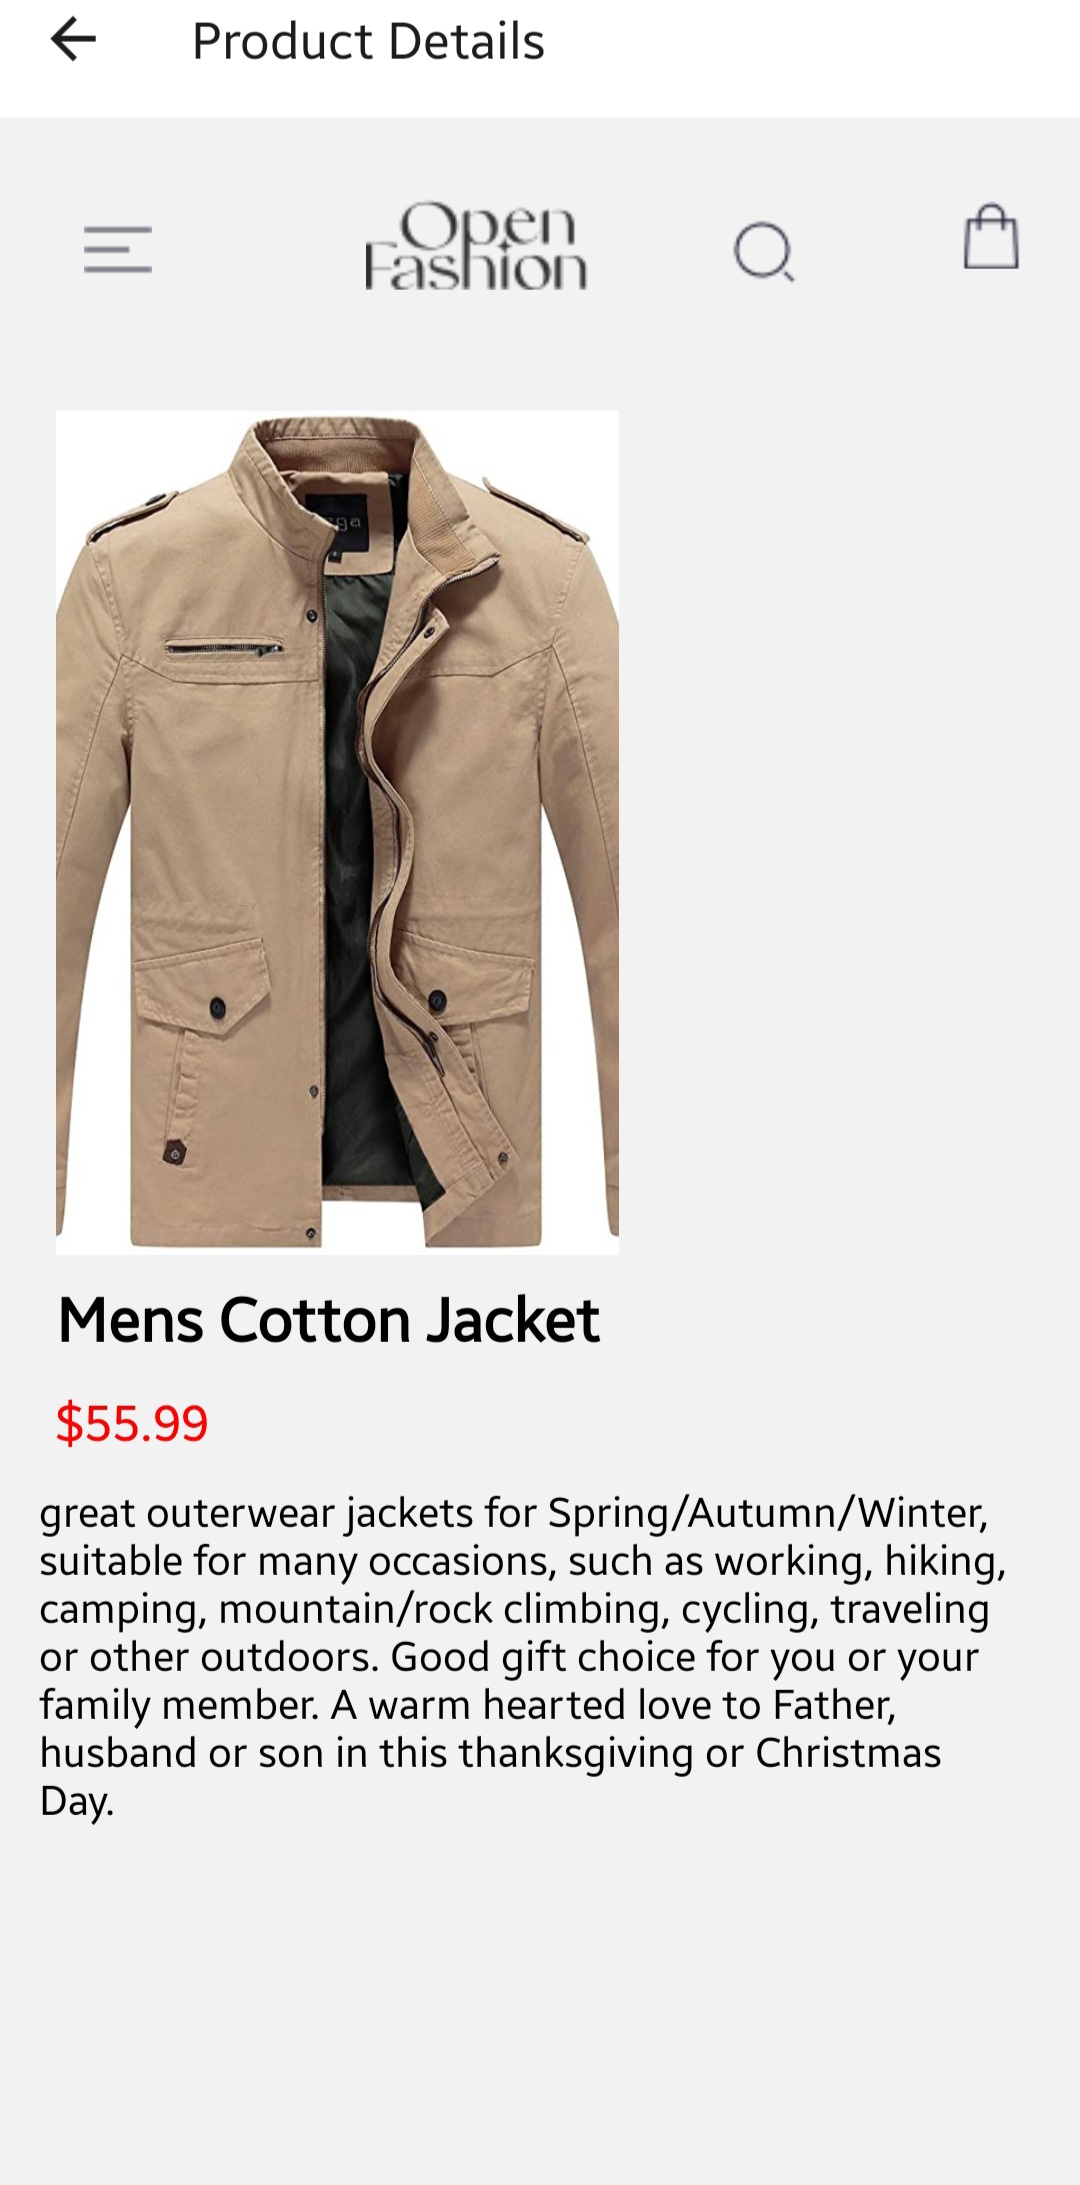 Product Details
Open
Fashion
Mens Cotton Jacket
$55.99
great outerwear jackets for Spring/Autumn/Winter,
suitable for many occasions, such as working, hiking,
camping, mountain/rock climbing, cycling, traveling
or other outdoors. Good gift choice for you or your
family member. A warm hearted love to Father,
husband or son in this thanksgiving or Christmas
Day.